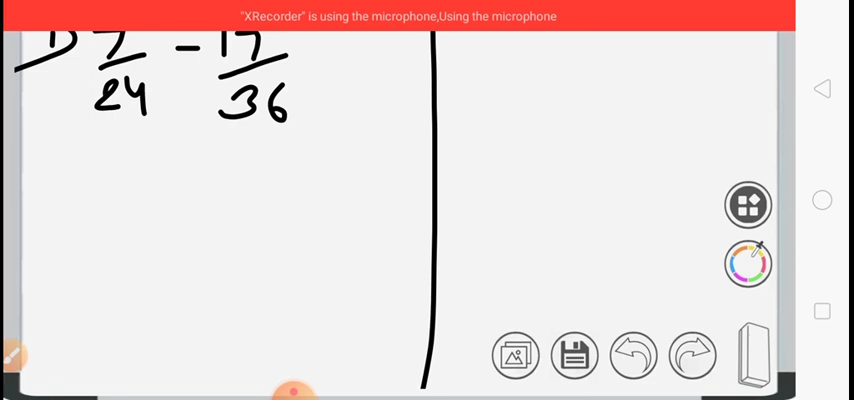 "XRecorder" is using the microphone,Using the microphone
7/24 - 17/36